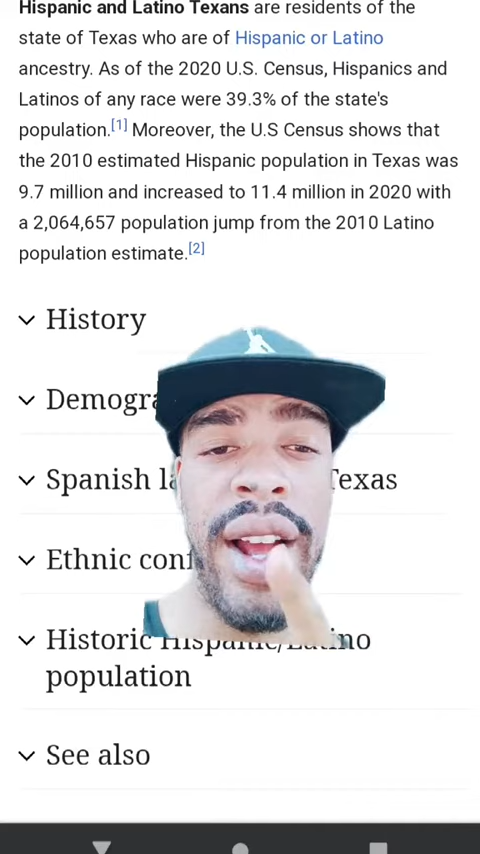 Hispanic and Latino Texans are residents of the
state of Texas who are of Hispanic or Latino
ancestry. As of the 2020 U.S. Census, Hispanics and
Latinos of any race were 39.3% of the state's
population.[1] Moreover, the U.S Census shows that
the 2010 estimated Hispanic population in Texas was
9.7 million and increased to 11.4 million in 2020 with
a 2,064,657 population jump from the 2010 Latino
population estimate.[2]
History
Spanish
Texas
Ethnic
Historic Hispanic/Latino
population
See also